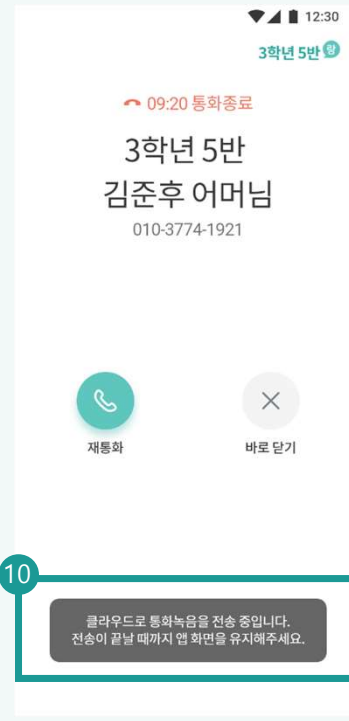 12:30
3학년 5반 랑
09:20 통화종료
3학년 5반
김준후 어머님
010-3774-1921
재통화
바로 닫기
10
클라우드로 통화녹음을 전송 중입니다.
전송이 끝날 때까지 앱 화면을 유지해주세요.